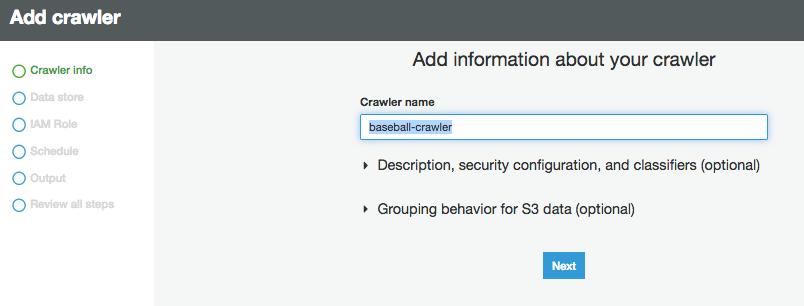 Add crawler
Crawler info
Data store
IAM Role
Schedule
Output
Review all steps
Add information about your crawler
Crawler name
baseball-crawler
Description, security configuration, and classifiers (optional)
Grouping behavior for S3 data (optional)
Next